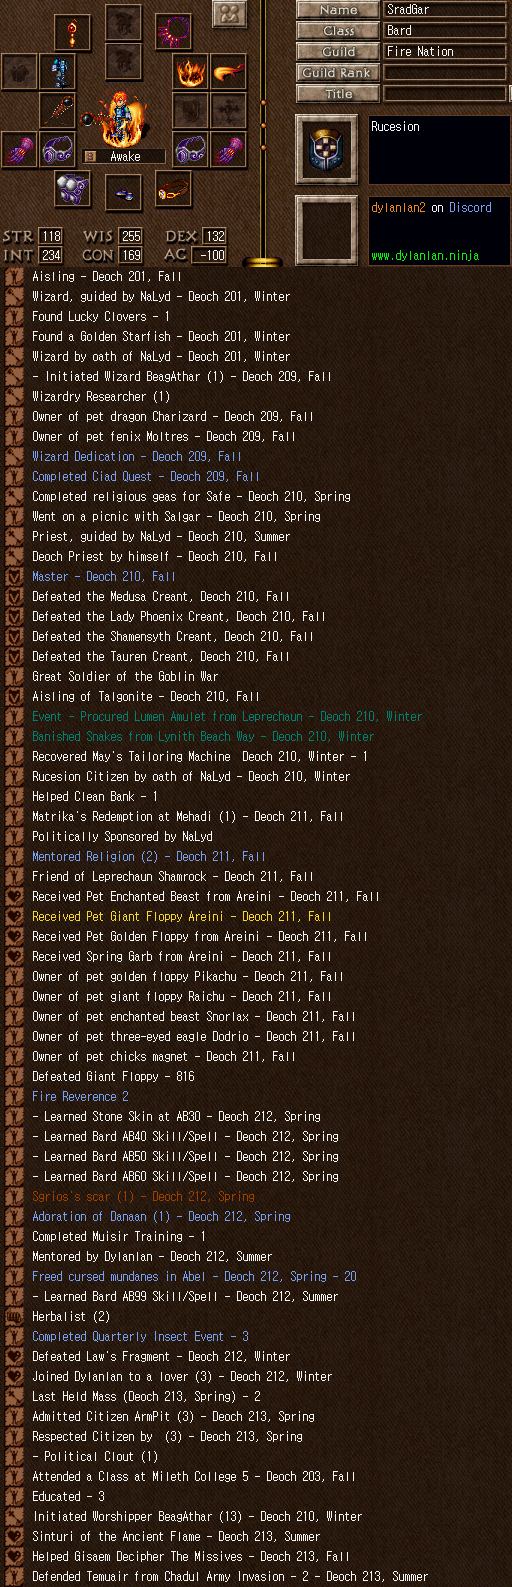 Name SradGar
Class Bard
Guild Fire Nation
Guild Rank
Title
Rucesion
dylanlan2 on Discord
www.dylanlan.ninja
Awake
STR 118 WIS 255 DEX 132
INT 234 CON 169 AC -100
Aisling - Deoch 201, Fall
Wizard, guided by NaLyd - Deoch 201, Winter
Found Lucky Clovers - 1
Found a Golden Starfish - Deoch 201, Winter
Wizard by oath of NaLyd - Deoch 201, Winter
- Initiated Wizard BeagAthar (1) - Deoch 209, Fall
Wizardry Researcher (1)
Owner of pet dragon Charizard - Deoch 209, Fall
Owner of pet fenix Moltres - Deoch 209, Fall
Wizard Dedication - Deoch 209, Fall
Completed Ciad Quest - Deoch 209, Fall
Completed religious geas for Safe - Deoch 210, Spring
Went on a picnic with Salgar - Deoch 210, Spring
Priest, guided by NaLyd - Deoch 210, Summer
Deoch Priest by himself - Deoch 210, Fall
Master - Deoch 210, Fall
Defeated the Medusa Creant, Deoch 210, Fall
Defeated the Lady Phoenix Creant, Deoch 210, Fall
Defeated the Shamensyth Creant, Deoch 210, Fall
Defeated the Tauren Creant, Deoch 210, Fall
Great Soldier of the Goblin War
Aisling of Talgonite - Deoch 210, Fall
Event - Procured Lumen Amulet from Leprechaun - Deoch 210, Winter
Banished Snakes from Lynith Beach Way - Deoch 210, Winter
Recovered May's Tailoring Machine  Deoch 210, Winter - 1
Rucesion Citizen by oath of NaLyd - Deoch 210, Winter
Helped Clean Bank - 1
Matrika's Redemption at Mehadi (1) - Deoch 211, Fall
Politically Sponsored by NaLyd
Mentored Religion (2) - Deoch 211, Fall
Friend of Leprechaun Shamrock - Deoch 211, Fall
Received Pet Enchanted Beast from Areini - Deoch 211, Fall
Received Pet Giant Floppy Areini - Deoch 211, Fall
Received Pet Golden Floppy from Areini - Deoch 211, Fall
Received Spring Garb from Areini - Deoch 211, Fall
Owner of pet golden floppy Pikachu - Deoch 211, Fall
Owner of pet giant floppy Raichu - Deoch 211, Fall
Owner of pet enchanted beast Snorlax - Deoch 211, Fall
Owner of pet three-eyed eagle Dodrio - Deoch 211, Fall
Owner of pet chicks magnet - Deoch 211, Fall
Defeated Giant Floppy - 816
Fire Reverence 2
- Learned Stone Skin at AB30 - Deoch 212, Spring
- Learned Bard AB40 Skill/Spell - Deoch 212, Spring
- Learned Bard AB50 Skill/Spell - Deoch 212, Spring
- Learned Bard AB60 Skill/Spell - Deoch 212, Spring
Sgrios's scar (1) - Deoch 212, Spring
Adoration of Danaan (1) - Deoch 212, Spring
Completed Muisir Training - 1
Mentored by Dylanlan - Deoch 212, Summer
Freed cursed mundanes in Abel - Deoch 212, Spring - 20
- Learned Bard AB99 Skill/Spell - Deoch 212, Summer
Herbalist (2)
Completed Quarterly Insect Event - 3
Defeated Law's Fragment - Deoch 212, Winter
Joined Dylanlan to a lover (3) - Deoch 212, Winter
Last Held Mass (Deoch 213, Spring) - 2
Admitted Citizen ArmPit (3) - Deoch 213, Spring
Respected Citizen by  (3) - Deoch 213, Spring
- Political Clout (1)
Attended a Class at Mileth College 5 - Deoch 203, Fall
Educated - 3
Initiated Worshipper BeagAthar (13) - Deoch 210, Winter
Sinturi of the Ancient Flame - Deoch 213, Summer
Helped Gisaem Decipher The Missives - Deoch 213, Fall
Defended Temuair from Chadul Army Invasion - 2 - Deoch 213, Summer